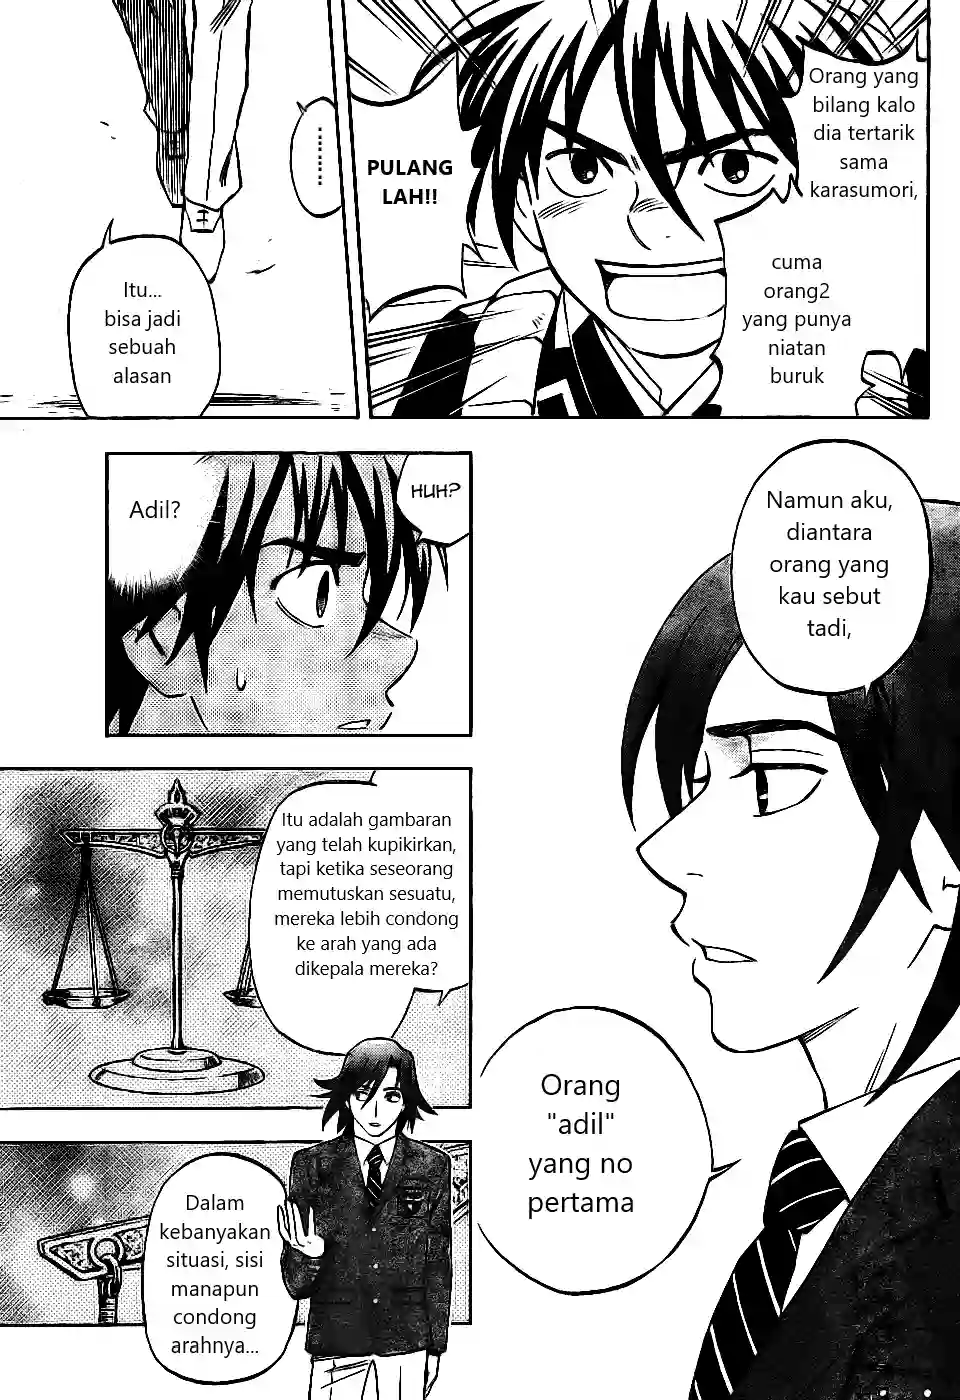 Orang yang
bilang kalo
dia tertarik
sama
karasumori,
cuma
orang2
yang punya
niatan
buruk
PULANG
LAH!!
.........
Itu...
bisa jadi
sebuah
alasan
Namun aku,
diantara
orang yang
kau sebut
tadi,
Orang
"adil"
yang no
pertama
HUH?
Adil?
Itu adalah gambaran
yang telah kupikirkan,
tapi ketika seseorang
memutuskan sesuatu,
mereka lebih condong
ke arah yang ada
dikepala mereka?
Dalam
kebanyakan
situasi, sisi
manapun
condong
arahnya...